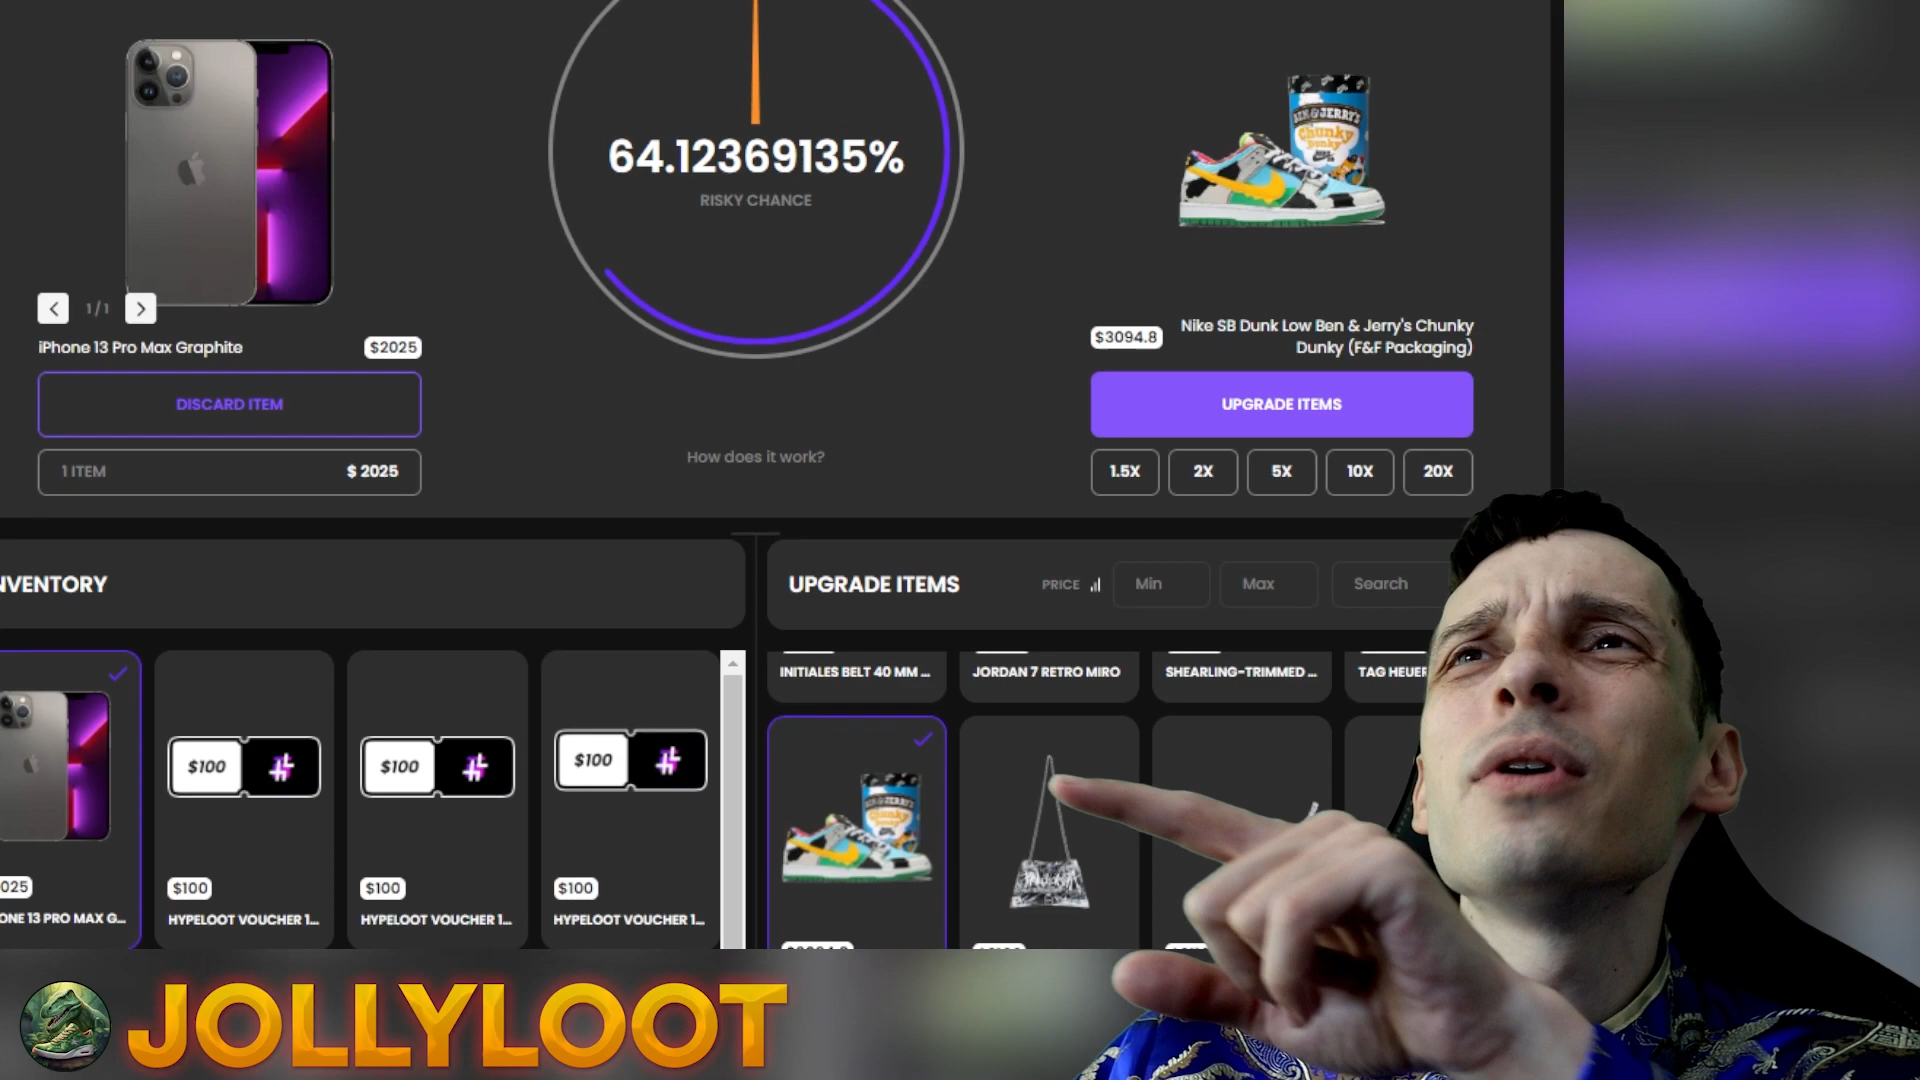 64.12369135%
RISKY CHANCE
BEN & JERRY'S
Chunky
Dunky
1/1
iPhone 13 Pro Max Graphite
$2025
$3094.8
Nike SB Dunk Low Ben & Jerry's Chunky
Dunky (F&F Packaging)
DISCARD ITEM
UPGRADE ITEMS
1 ITEM
$ 2025
How does it work?
1.5X
2X
5X
10X
20X
NVENTORY
UPGRADE ITEMS
PRICE
Min
Max
Search
INITIALES BELT 40 MM ...
JORDAN 7 RETRO MIRO
SHEARLING-TRIMMED ...
TAG HEUER
$100
$100
$100
025
$100
$100
$100
ONE 13 PRO MAX G...
HYPELOOT VOUCHER 1...
HYPELOOT VOUCHER 1...
HYPELOOT VOUCHER 1...
JOLLYLOOT